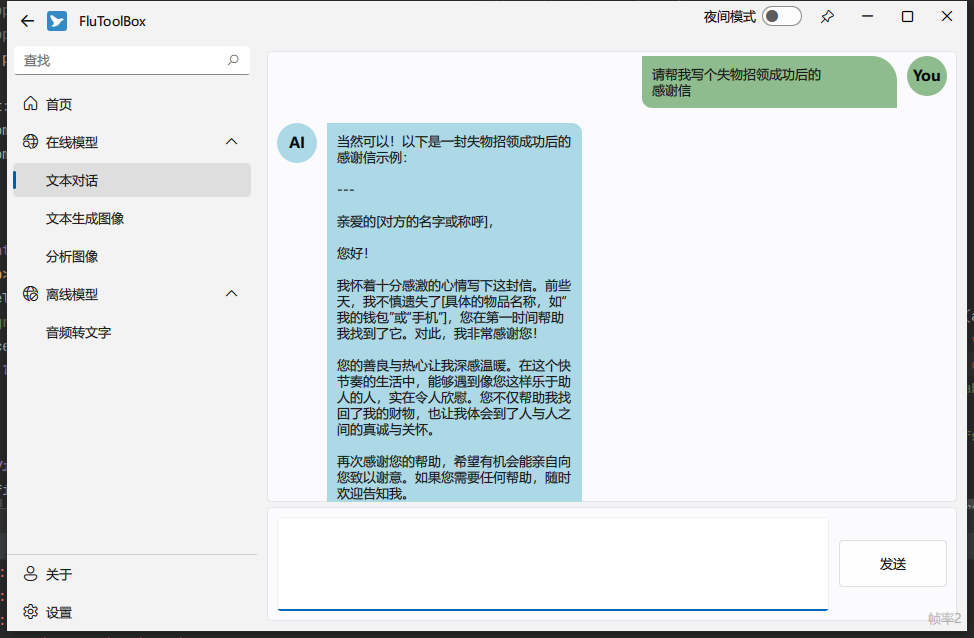 FluToolBox
夜间模式
查找
首页
在线模型
文本对话
文本生成图像
分析图像
离线模型
音频转文字
关于
设置
请帮我写个失物招领成功后的
感谢信
You
AI
当然可以！以下是一封失物招领成功后的
感谢信示例：
---
亲爱的[对方的名字或称呼]，
您好！
我怀着十分感激的心情写下这封信。前些
天，我不慎遗失了[具体的物品名称，如“
我的钱包”或“手机”]，您在第一时间帮助
我找到了它。对此，我非常感谢您！
您的善良与热心让我深感温暖。在这个快
节奏的生活中，能够遇到像您这样乐于助
人的人，实在令人欣慰。您不仅帮助我找
回了我的财物，也让我体会到了人与人之
间的真诚与关怀。
再次感谢您的帮助，希望有机会能亲自向
您致以谢意。如果您需要任何帮助，随时
欢迎告知我。
发送
帧率2